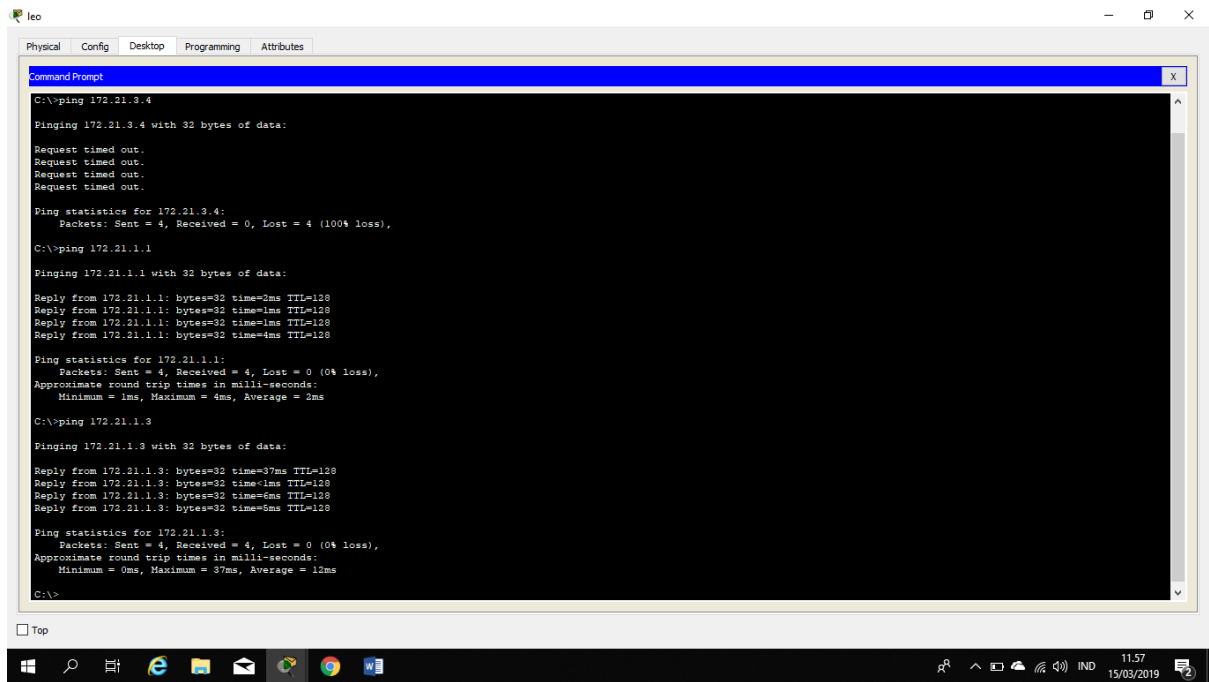 leo
Physical Config Desktop Programming Attributes
Command Prompt X
C:\>ping 172.21.3.4
Pinging 172.21.3.4 with 32 bytes of data:
Request timed out.
Request timed out.
Request timed out.
Request timed out.
Ping statistics for 172.21.3.4:
Packets: Sent = 4, Received = 0, Lost = 4 (100% loss),
C:\>ping 172.21.1.1
Pinging 172.21.1.1 with 32 bytes of data:
Reply from 172.21.1.1: bytes=32 time=2ms TTL=128
Reply from 172.21.1.1: bytes=32 time=1ms TTL=128
Reply from 172.21.1.1: bytes=32 time=1ms TTL=128
Reply from 172.21.1.1: bytes=32 time=4ms TTL=128
Ping statistics for 172.21.1.1:
Packets: Sent = 4, Received = 4, Lost = 0 (0% loss),
Approximate round trip times in milli-seconds:
Minimum = 1ms, Maximum = 4ms, Average = 2ms
C:\>ping 172.21.1.3
Pinging 172.21.1.3 with 32 bytes of data:
Reply from 172.21.1.3: bytes=32 time=37ms TTL=128
Reply from 172.21.1.3: bytes=32 time<1ms TTL=128
Reply from 172.21.1.3: bytes=32 time=6ms TTL=128
Reply from 172.21.1.3: bytes=32 time=5ms TTL=128
Ping statistics for 172.21.1.3:
Packets: Sent = 4, Received = 4, Lost = 0 (0% loss),
Approximate round trip times in milli-seconds:
Minimum = 0ms, Maximum = 37ms, Average = 12ms
C:\>
Top
IND
11.57
15/03/2019
2